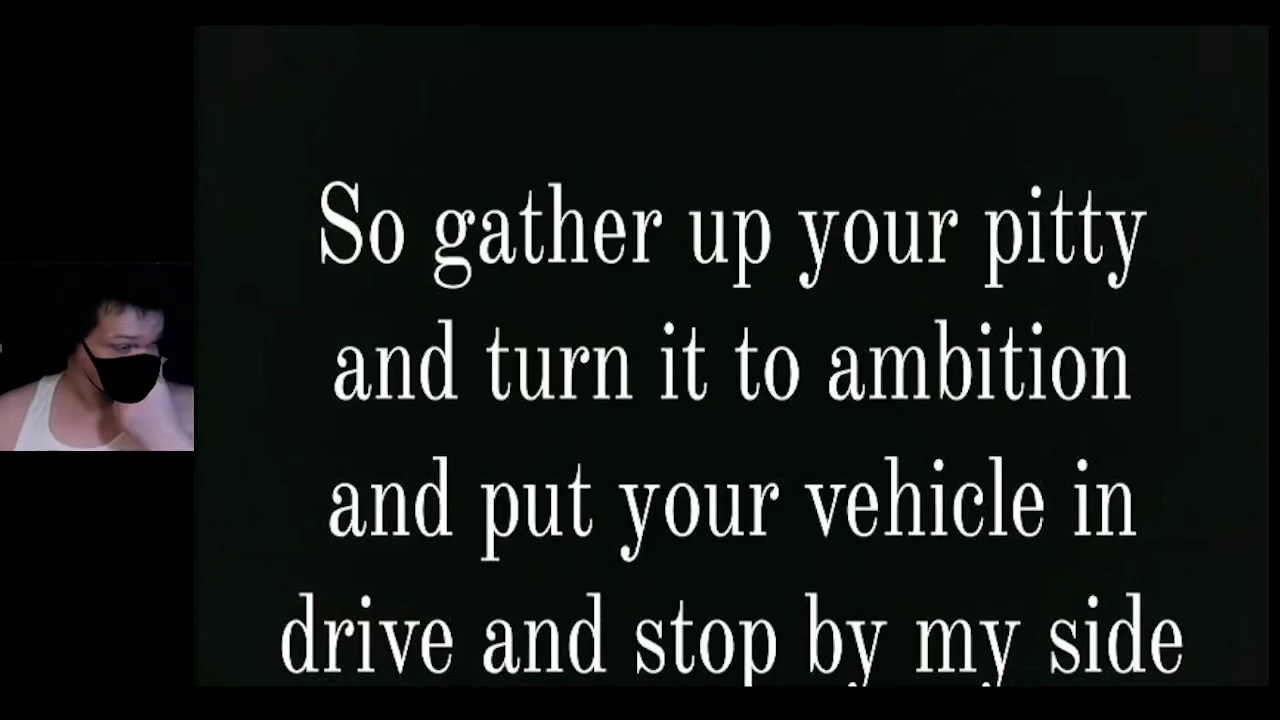 So gather up your pitty
and turn it to ambition
and put your vehicle in
drive and stop by my side